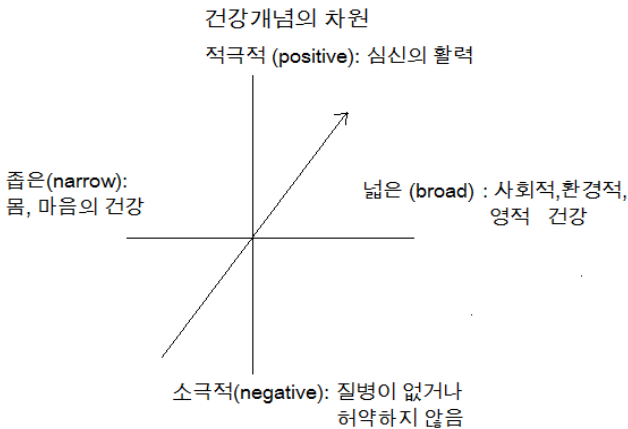 건강개념의 차원
적극적 (positive): 심신의 활력
좁은(narrow):
몸, 마음의 건강
넓은 (broad) : 사회적,환경적,
영적 건강
소극적(negative): 질병이 없거나
허약하지 않음